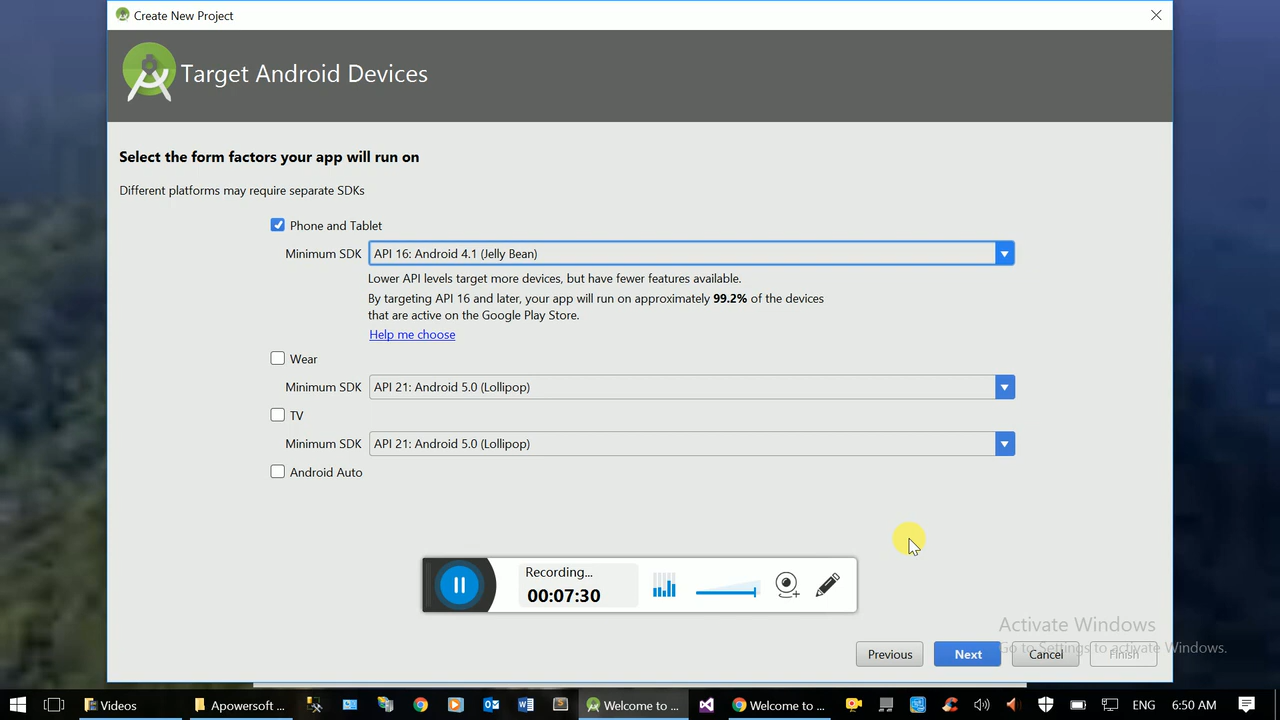 Create New Project
Target Android Devices
Select the form factors your app will run on
Different platforms may require separate SDKs
Phone and Tablet
Minimum SDK API 16: Android 4.1 (Jelly Bean)
Lower API levels target more devices, but have fewer features available.
By targeting API 16 and later, your app will run on approximately 99.2% of the devices
that are active on the Google Play Store.
Help me choose
Wear
Minimum SDK API 21: Android 5.0 (Lollipop)
TV
Minimum SDK API 21: Android 5.0 (Lollipop)
Android Auto
Recording...
00:07:30
Activate Windows
Go to Settings to activate Windows.
Previous Next Cancel Finish
Videos Apowersoft ... Welcome to ... Welcome to ... ENG 6:50 AM